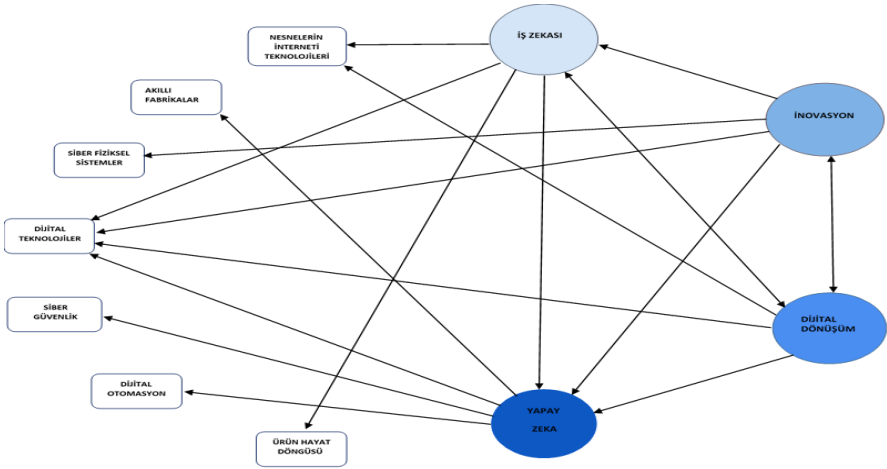 NESNELERİN
İNTERNETİ
TEKNOLOJİLERİ
İŞ ZEKASI
AKILLI
FABRİKALAR
İNOVASYON
SİBER FİZİKSEL
SİSTEMLER
DİJİTAL
TEKNOLOJİLER
SİBER
GÜVENLİK
DİJİTAL
DÖNÜŞÜM
DİJİTAL
OTOMASYON
YAPAY
ZEKA
ÜRÜN HAYAT
DÖNGÜSÜ